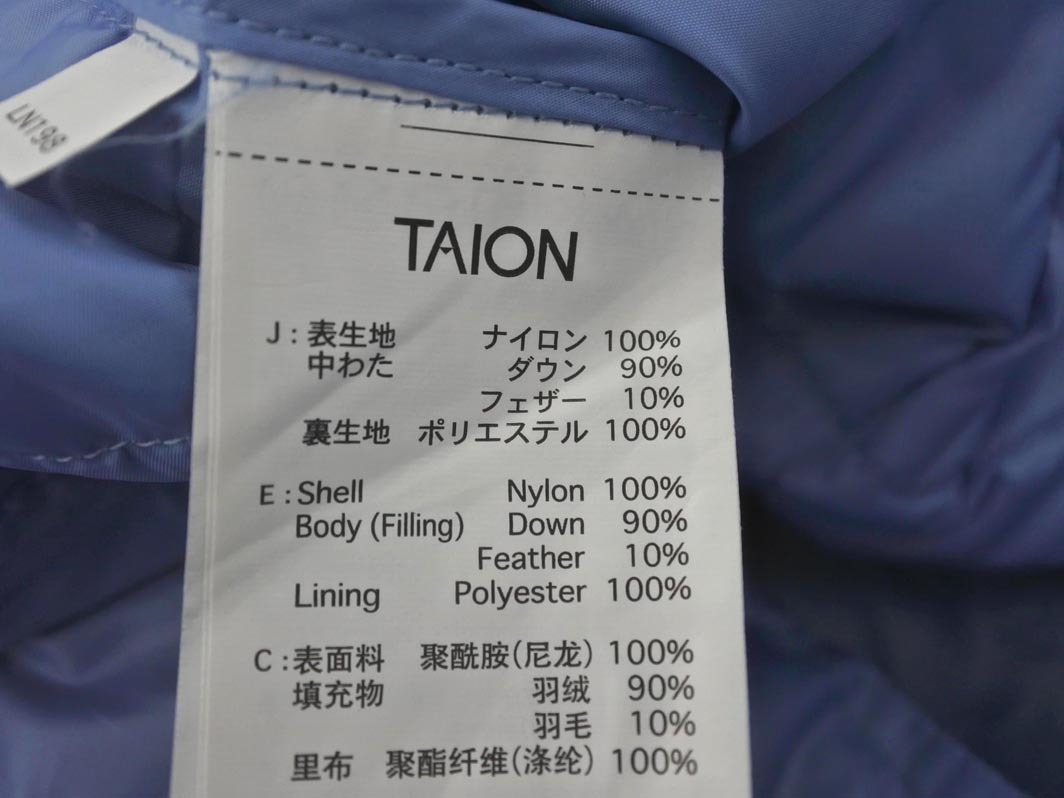 LN198
TAION
J：表生地 ナイロン 100%
中わた ダウン 90%
フェザー 10%
裏生地 ポリエステル 100%
E：Shell Nylon 100%
Body (Filling) Down 90%
Feather 10%
Lining Polyester 100%
C：表面料 聚酰胺(尼龙) 100%
填充物 羽绒 90%
羽毛 10%
里布 聚酯纤维(涤纶) 100%